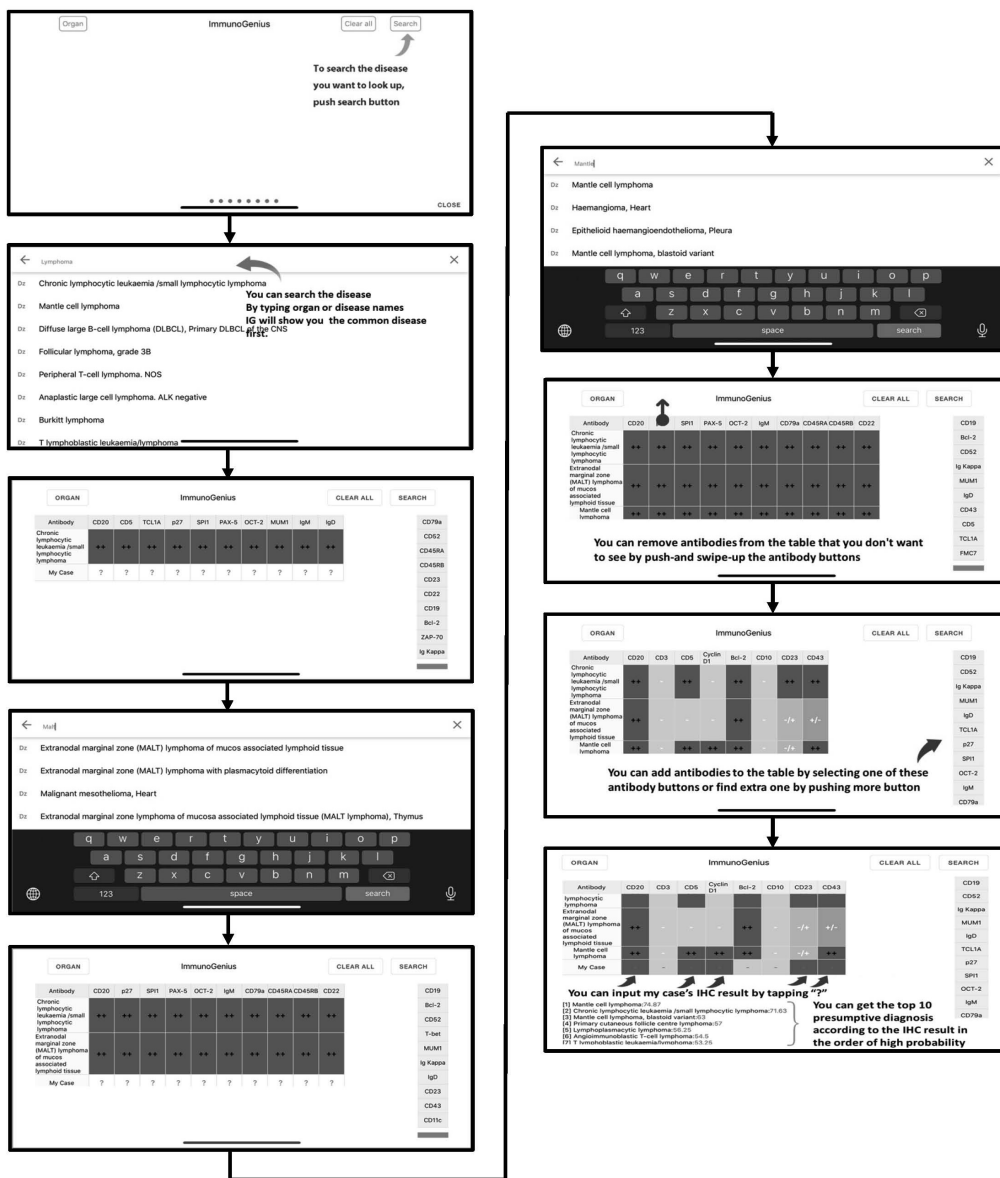 Organ ImmunoGenius Clear all Search
To search the disease
you want to look up,
push search button
CLOSE
Lymphoma
Dz Chronic lymphocytic leukaemia /small lymphocytic lymphoma
Dz Mantle cell lymphoma
Dz Diffuse large B-cell lymphoma (DLBCL), Primary DLBCL of the CNS
Dz Follicular lymphoma, grade 3B
Dz Peripheral T-cell lymphoma. NOS
Dz Anaplastic large cell lymphoma. ALK negative
Dz Burkitt lymphoma
Dz T lymphoblastic leukaemia/lymphoma
You can search the disease
By typing organ or disease names
IG will show you the common disease
first.
ORGAN ImmunoGenius CLEAR ALL SEARCH
Antibody CD20 CD5 TCL1A p27 SPI1 PAX-5 OCT-2 MUM1 IgM IgD
Chronic
lymphocytic
leukaemia /small
lymphocytic
lymphoma
++ ++ ++ ++ ++ ++ ++ ++ ++ ++
My Case ? ? ? ? ? ? ? ? ? ?
CD79a
CD52
CD45RA
CD45RB
CD23
CD22
CD19
Bcl-2
ZAP-70
Ig Kappa
Malt
Dz Extranodal marginal zone (MALT) lymphoma of mucos associated lymphoid tissue
Dz Extranodal marginal zone (MALT) lymphoma with plasmacytoid differentiation
Dz Malignant mesothelioma, Heart
Dz Extranodal marginal zone lymphoma of mucosa associated lymphoid tissue (MALT lymphoma), Thymus
q w e r t y u i o p
a s d f g h j k l
z x c v b n m
123 space search
ORGAN ImmunoGenius CLEAR ALL SEARCH
Antibody CD20 p27 SPI1 PAX-5 OCT-2 IgM CD79a CD45RA CD45RB CD22
Chronic
lymphocytic
leukaemia /small
lymphocytic
lymphoma
++ ++ ++ ++ ++ ++ ++ ++ ++ ++
Extranodal
marginal zone
(MALT) lymphoma
of mucos
associated
lymphoid tissue
++ ++ ++ ++ ++ ++ ++ ++ ++ ++
My Case ? ? ? ? ? ? ? ? ? ?
CD19
Bcl-2
CD52
T-bet
MUM1
Ig Kappa
IgD
CD23
CD43
CD11c
Mantle
Dz Mantle cell lymphoma
Dz Haemangioma, Heart
Dz Epithelioid haemangioendothelioma, Pleura
Dz Mantle cell lymphoma, blastoid variant
q w e r t y u i o p
a s d f g h j k l
z x c v b n m
123 space search
ORGAN ImmunoGenius CLEAR ALL SEARCH
Antibody CD20 SPI1 PAX-5 OCT-2 IgM CD79a CD45RA CD45RB CD22
Chronic
lymphocytic
leukaemia /small
lymphocytic
lymphoma
++ ++ ++ ++ ++ ++ ++ ++ ++ ++
Extranodal
marginal zone
(MALT) lymphoma
of mucos
associated
lymphoid tissue
++ ++ ++ ++ ++ ++ ++ ++ ++ ++
Mantle cell
lymphoma
++ ++ ++ ++ ++ ++ ++ ++ ++ ++
You can remove antibodies from the table that you don't want
to see by push-and swipe-up the antibody buttons
CD19
Bcl-2
CD52
Ig Kappa
MUM1
IgD
CD43
CD5
TCL1A
FMC7
ORGAN ImmunoGenius CLEAR ALL SEARCH
Antibody CD20 CD3 CD5 Cyclin D1 Bcl-2 CD10 CD23 CD43
Chronic
lymphocytic
leukaemia /small
lymphocytic
lymphoma
++ - ++ - ++ - ++ ++
Extranodal
marginal zone
(MALT) lymphoma
of mucos
associated
lymphoid tissue
++ - - - ++ - -/+ +/-
Mantle cell
lymphoma
++ - ++ ++ ++ - -/+ ++
You can add antibodies to the table by selecting one of these
antibody buttons or find extra one by pushing more button
CD19
CD52
Ig Kappa
MUM1
IgD
TCL1A
p27
SPI1
OCT-2
IgM
CD79a
ORGAN ImmunoGenius CLEAR ALL SEARCH
Antibody CD20 CD3 CD5 Cyclin D1 Bcl-2 CD10 CD23 CD43
lymphocytic
lymphoma
Extranodal
marginal zone
(MALT) lymphoma
of mucos
associated
lymphoid tissue
++ - - - ++ - -/+ +/-
Mantle cell
lymphoma
++ - ++ ++ ++ - -/+ ++
My Case - - -
You can input my case's IHC result by tapping "?"
[1] Mantle cell lymphoma:74.87
[2] Chronic lymphocytic leukaemia /small lymphocytic lymphoma:71.63
[3] Mantle cell lymphoma, blastoid variant:63
[4] Primary cutaneous follicle centre lymphoma:57
[5] Lymphoplasmacytic lymphoma:56.25
[6] Angioimmunoblastic T-cell lymphoma:54.5
[7] T lymphoblastic leukaemia/lymphoma:53.25
You can get the top 10
presumptive diagnosis
according to the IHC result in
the order of high probability
CD19
CD52
Ig Kappa
MUM1
IgD
TCL1A
p27
SPI1
OCT-2
IgM
CD79a